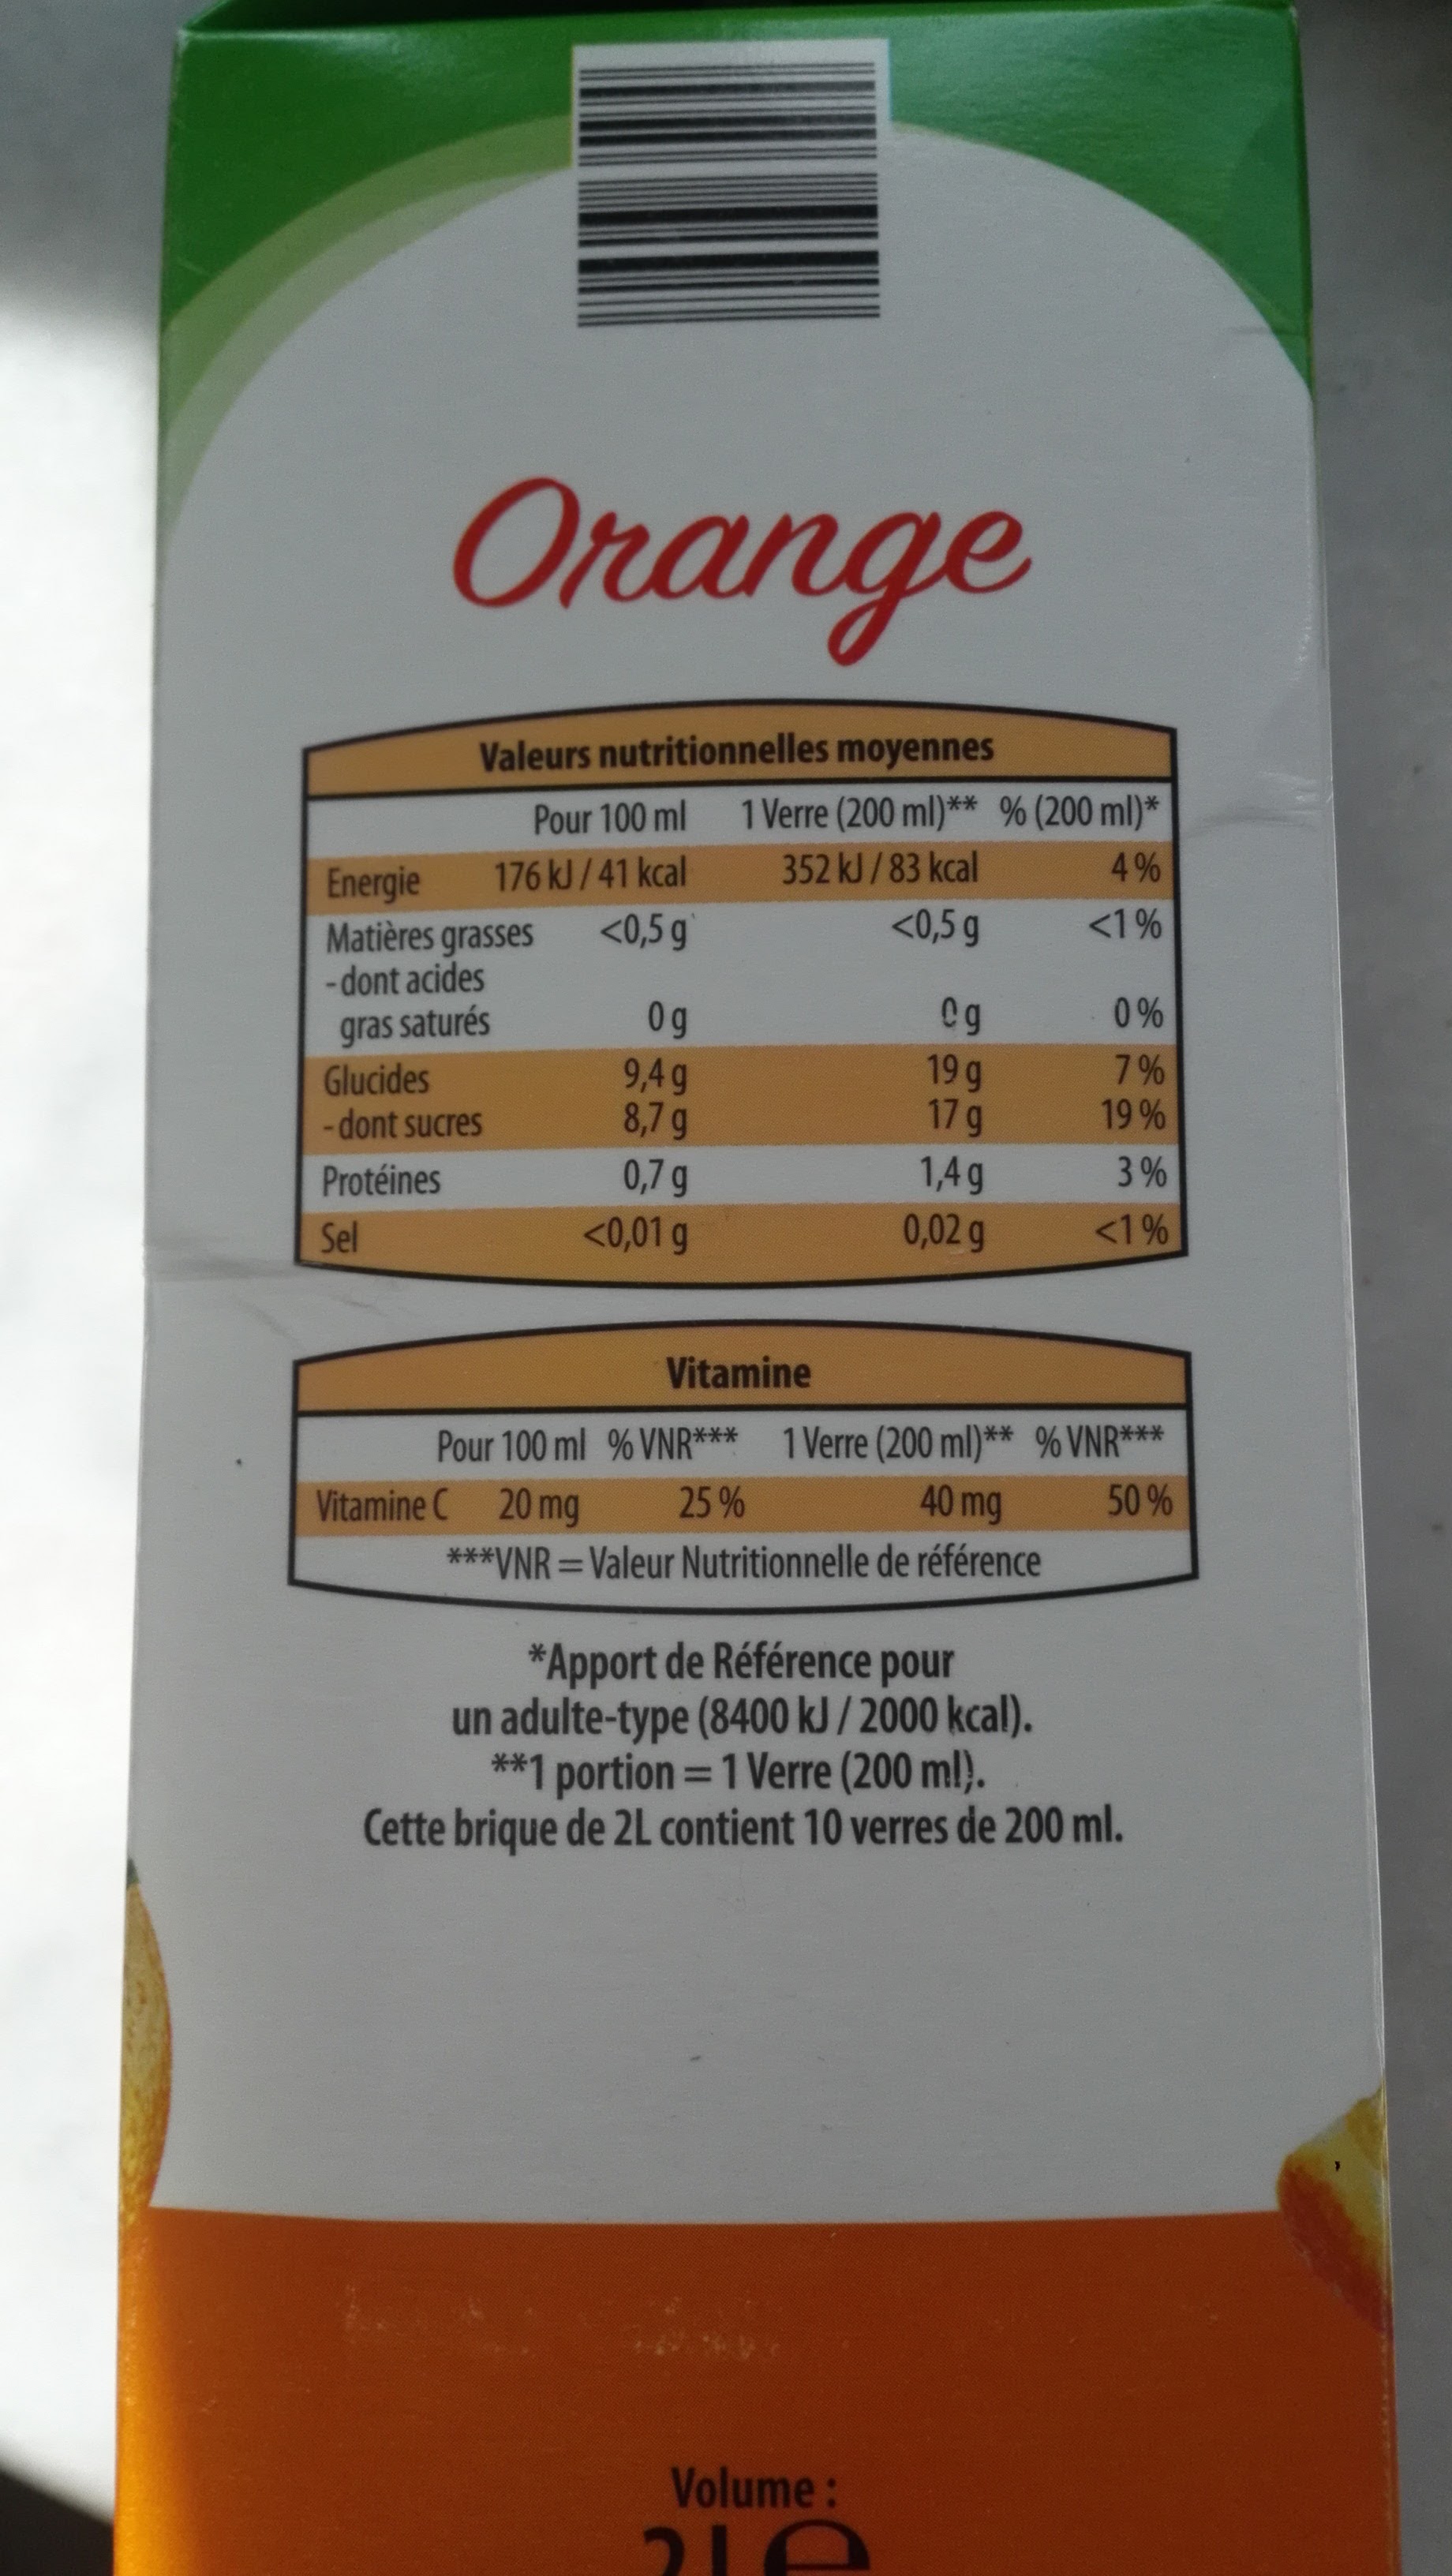 Orange
Valeurs nutritionnelles moyennes
Pour 100 ml 1 Verre (200 ml)** % (200 ml)*
Energie 176 kJ / 41 kcal 352 kJ / 83 kcal 4 %
Matières grasses <0,5 g <0,5 g <1 %
- dont acides
gras saturés 0 g 0 g 0 %
Glucides 9,4 g 19 g 7 %
- dont sucres 8,7 g 17 g 19 %
Protéines 0,7 g 1,4 g 3 %
Sel <0,01 g 0,02 g <1 %
Vitamine
Pour 100 ml % VNR*** 1 Verre (200 ml)** % VNR***
Vitamine C 20 mg 25 % 40 mg 50 %
***VNR = Valeur Nutritionnelle de référence
*Apport de Référence pour
un adulte-type (8400 kJ / 2000 kcal).
**1 portion = 1 Verre (200 ml).
Cette brique de 2L contient 10 verres de 200 ml.
Volume :
2L e